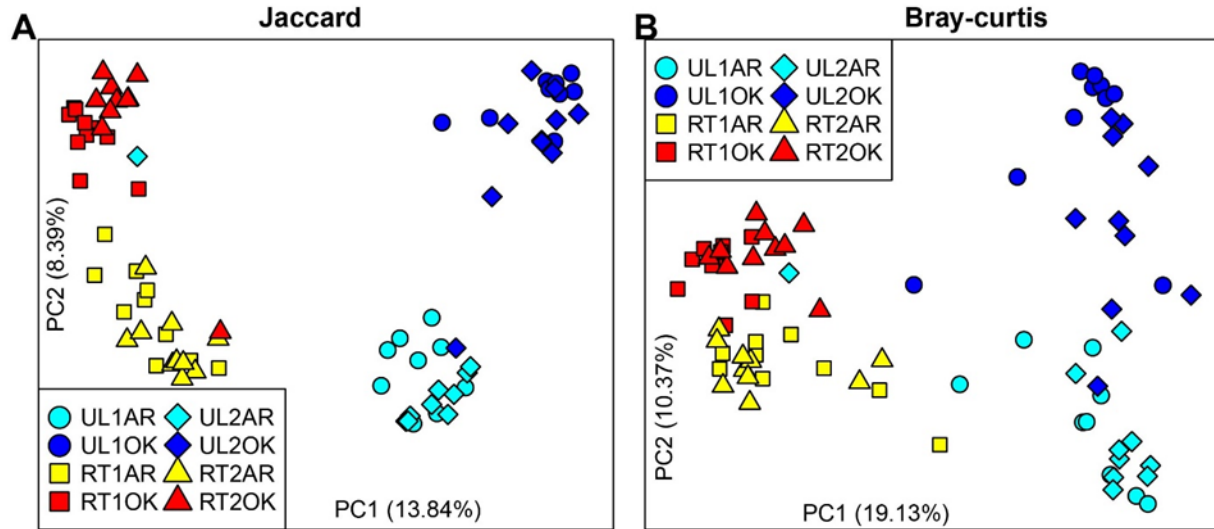 A
Jaccard
PC2 (8.39%)
UL1AR UL2AR
UL1OK UL2OK
RT1AR RT2AR
RT1OK RT2OK
PC1 (13.84%)
B
Bray-curtis
UL1AR UL2AR
UL1OK UL2OK
RT1AR RT2AR
RT1OK RT2OK
PC2 (10.37%)
PC1 (19.13%)